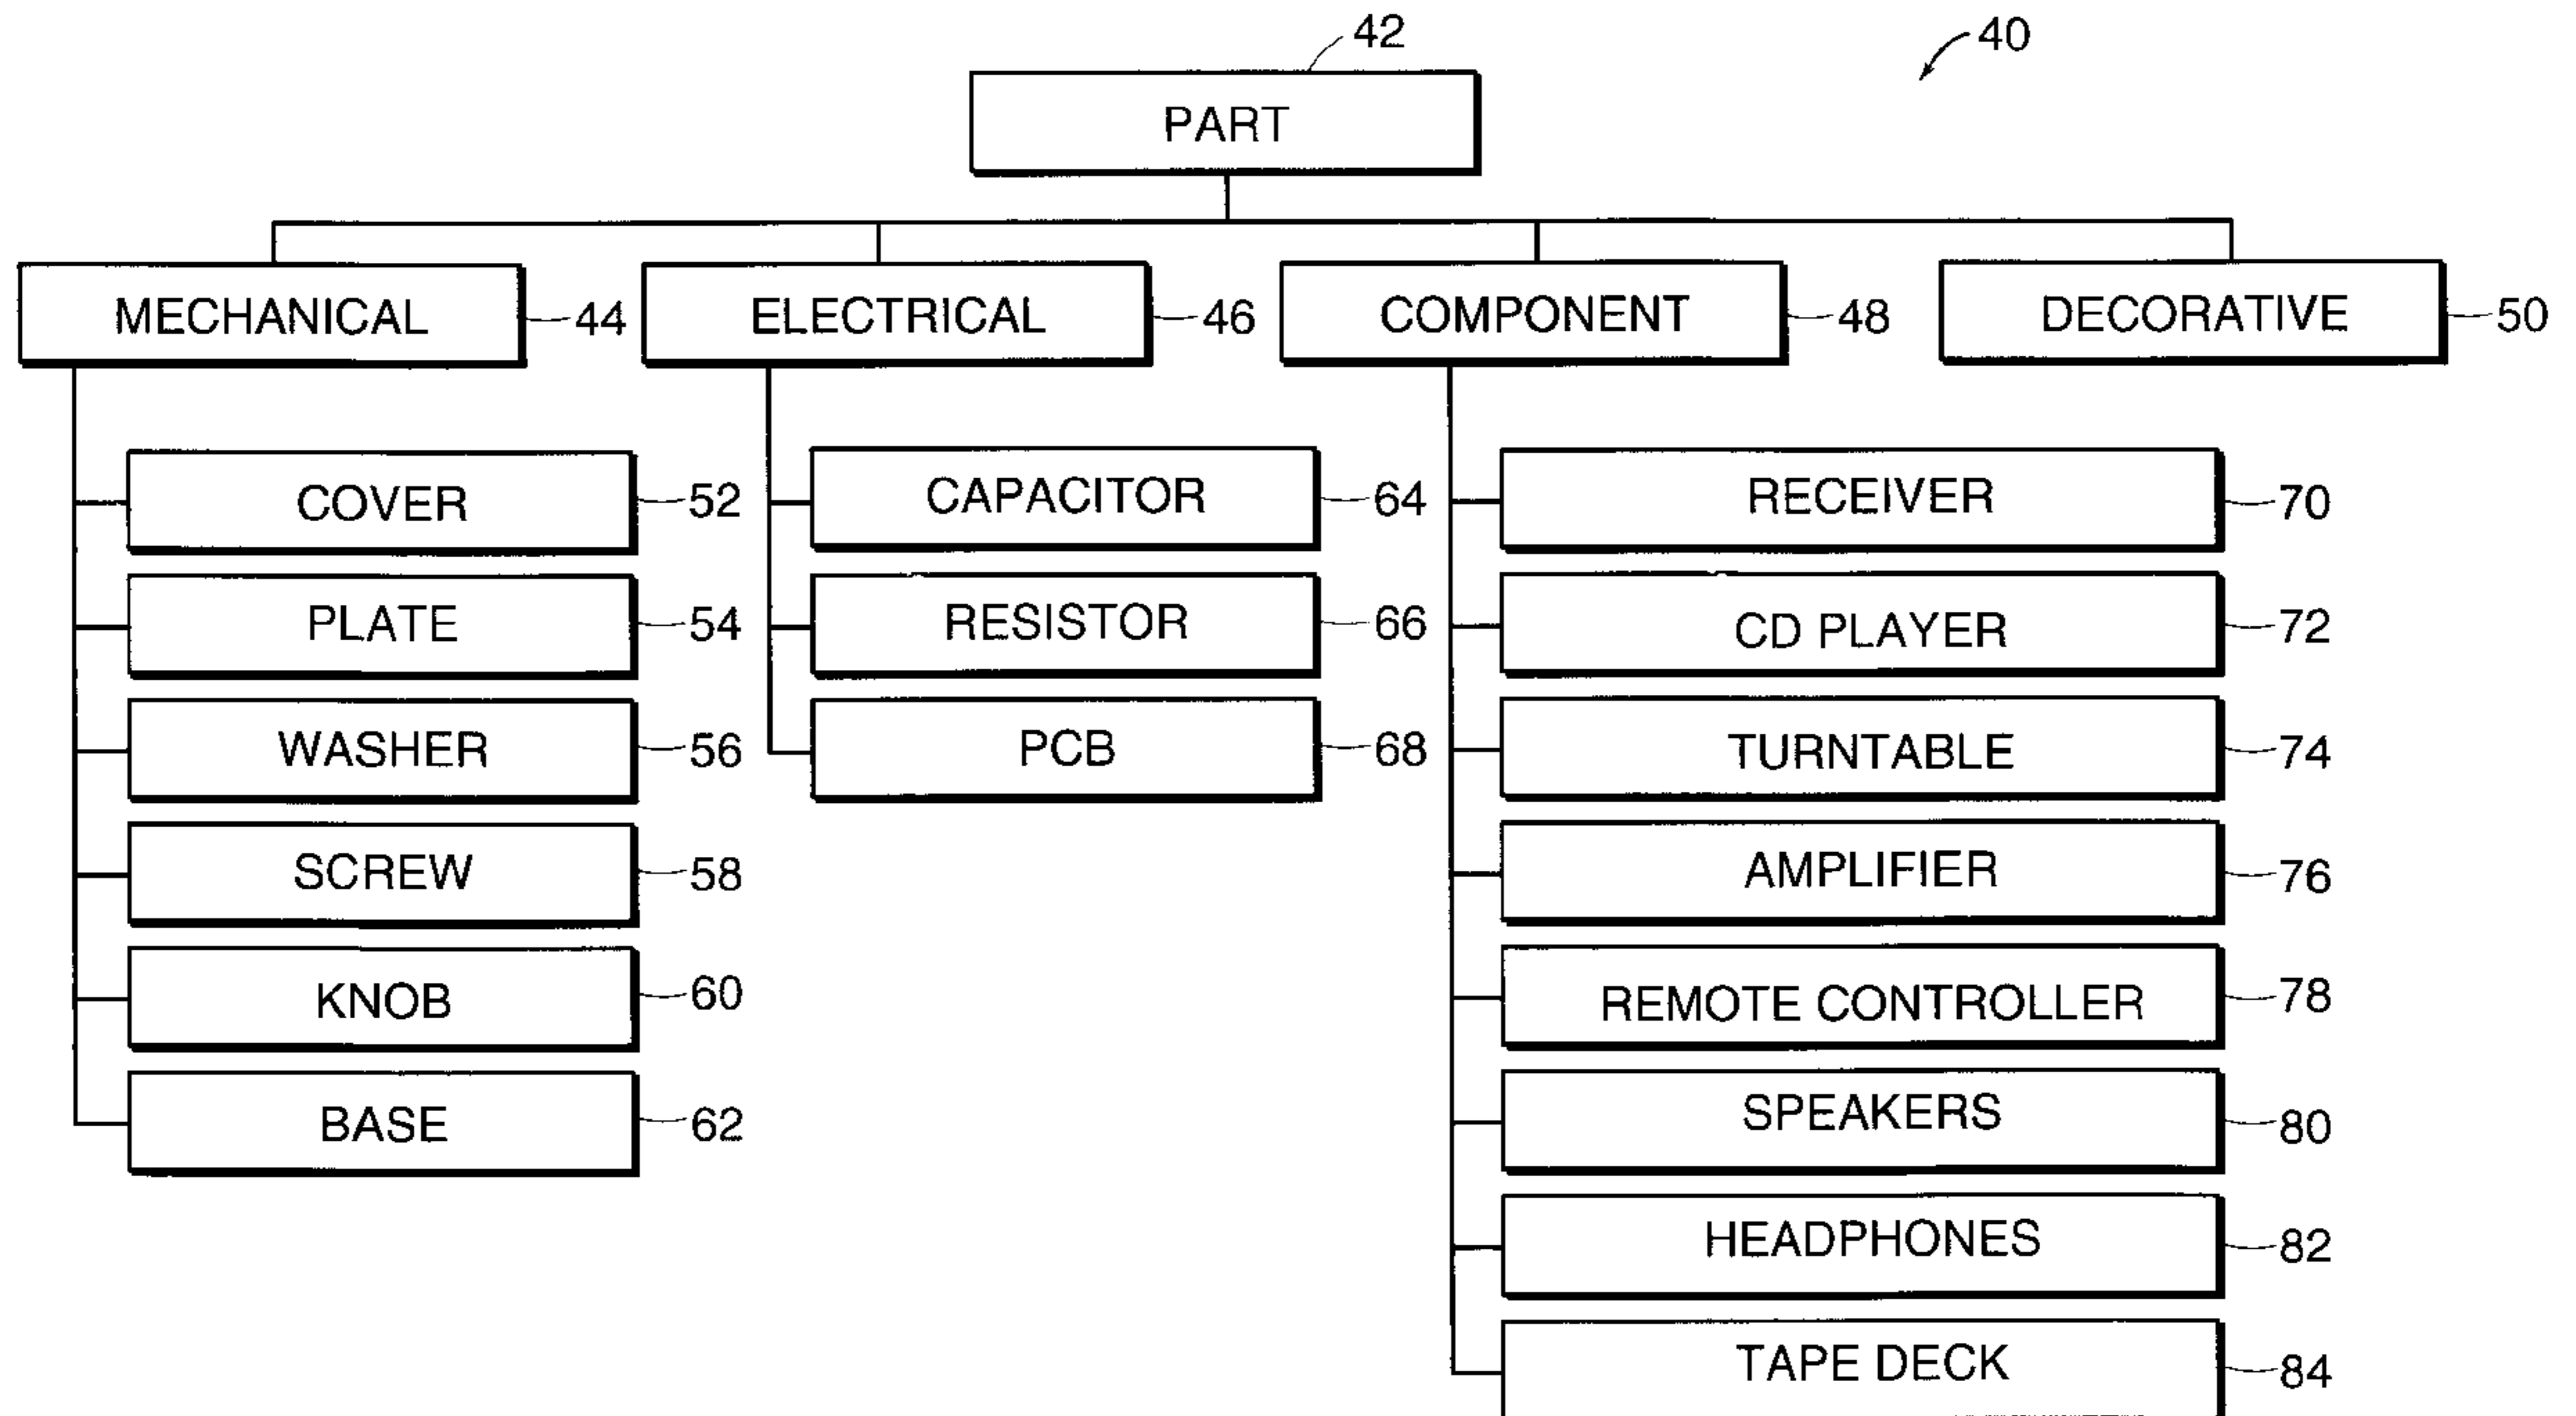 42
40
PART
MECHANICAL 44
ELECTRICAL 46
COMPONENT 48
DECORATIVE 50
COVER 52
PLATE 54
WASHER 56
SCREW 58
KNOB 60
BASE 62
CAPACITOR 64
RESISTOR 66
PCB 68
RECEIVER 70
CD PLAYER 72
TURNTABLE 74
AMPLIFIER 76
REMOTE CONTROLLER 78
SPEAKERS 80
HEADPHONES 82
TAPE DECK 84